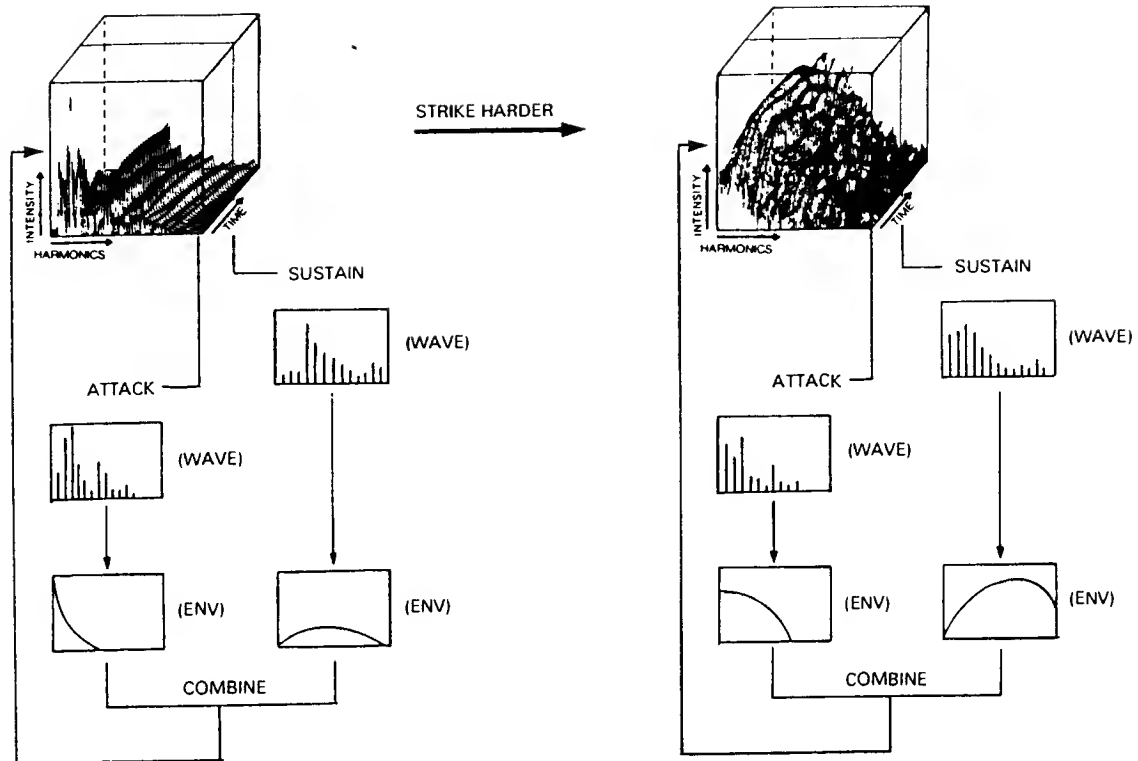 STRIKE HARDER
INTENSITY
TIME
HARMONICS
SUSTAIN
(WAVE)
ATTACK
(WAVE)
(ENV)
(ENV)
COMBINE
INTENSITY
TIME
HARMONICS
SUSTAIN
(WAVE)
ATTACK
(WAVE)
(ENV)
(ENV)
COMBINE